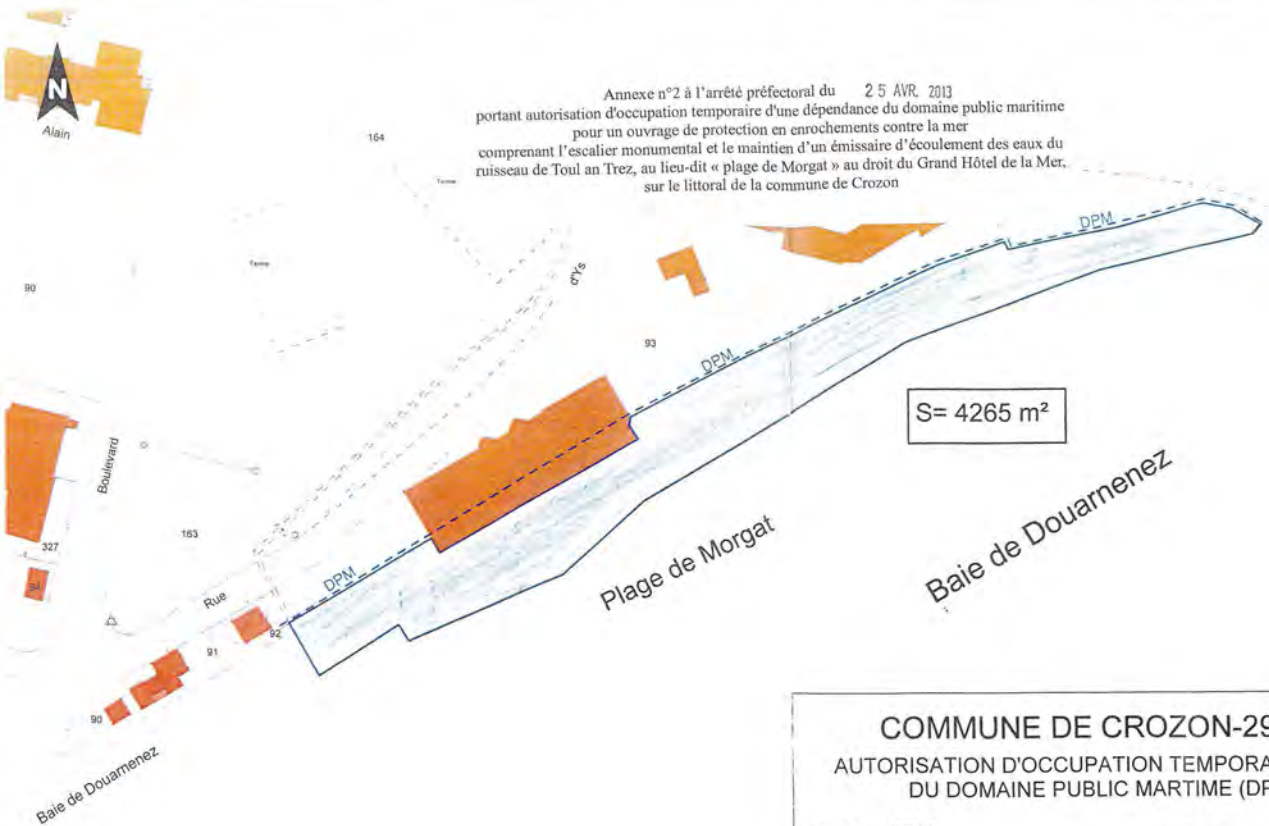 N
Alain
Annexe n°2 à l'arrêté préfectoral du 25 AVR. 2013
portant autorisation d'occupation temporaire d'une dépendance du domaine public maritime
pour un ouvrage de protection en enrochements contre la mer
comprenant l'escalier monumental et le maintien d'un émissaire d'écoulement des eaux du
ruisseau de Toul an Trez, au lieu-dit « plage de Morgat » au droit du Grand Hôtel de la Mer,
sur le littoral de la commune de Crozon
164
90
d'Ys
93
DPM
DPM
S= 4265 m²
Boulevard
163
327
Rue
DPM
92
91
90
Plage de Morgat
Baie de Douarnenez
Baie de Douarnenez
COMMUNE DE CROZON-29
AUTORISATION D'OCCUPATION TEMPORA
DU DOMAINE PUBLIC MARTIME (DP